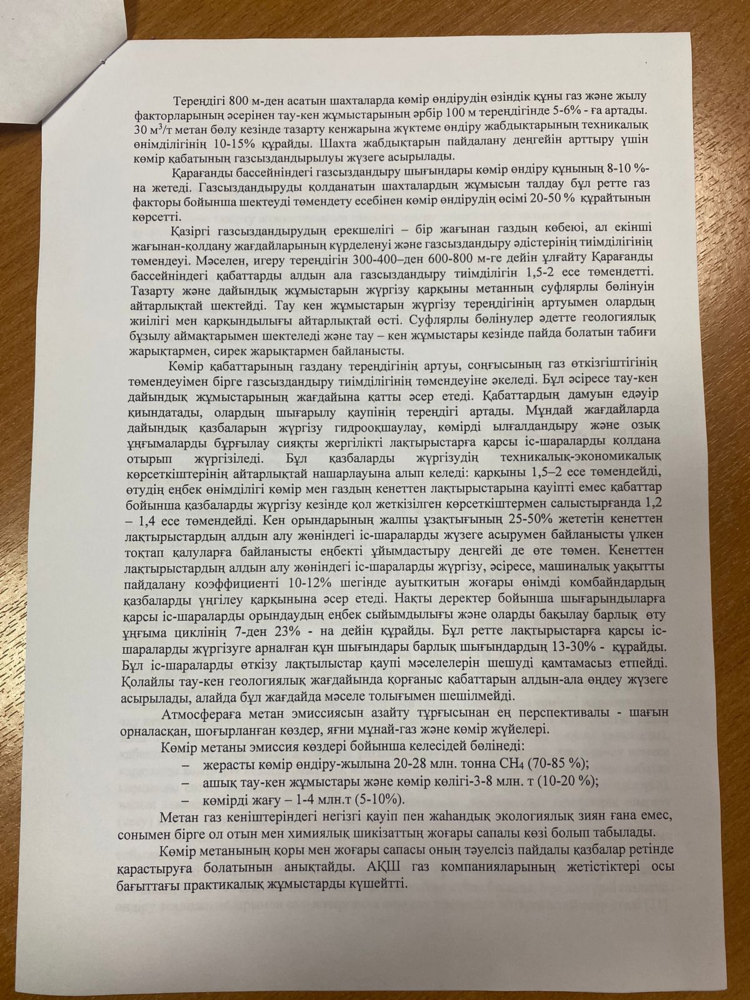 Тереңдігі 800 м-ден асатын шахталарда көмір өндірудің өзіндік құны газ және жылу
факторларының әсерінен тау-кен жұмыстарының әрбір 100 м тереңдігінде 5-6% - ға артады.
30 м³/т метан бөлу кезінде тазарту кенжарына жүктеме өндіру жабдықтарының техникалық
өнімділігінің 10-15% құрайды. Шахта жабдықтарын пайдалану деңгейін арттыру үшін
көмір қабатының газсыздандырылуы жүзеге асырылады.
Қарағанды бассейніндегі газсыздандыру шығындары көмір өндіру құнының 8-10 %-
на жетеді. Газсыздандыруды қолданатын шахталардың жұмысын талдау бұл ретте газ
факторы бойынша шектеуді төмендету есебінен көмір өндірудің өсімі 20-50 % құрайтынын
көрсетті.
Қазіргі газсыздандырудың ерекшелігі – бір жағынан газдың көбеюі, ал екінші
жағынан-қолдану жағдайларының күрделенуі және газсыздандыру әдістерінің тиімділігінің
төмендеуі. Мәселен, игеру тереңдігін 300-400–ден 600-800 м-ге дейін ұлғайту Қарағанды
бассейніндегі қабаттарды алдын ала газсыздандыру тиімділігін 1,5-2 есе төмендетті.
Тазарту және дайындық жұмыстарын жүргізу қарқыны метанның суфлярлы бөлінуін
айтарлықтай шектейді. Тау кен жұмыстарын жүргізу тереңдігінің артуымен олардың
жиілігі мен қарқындылығы айтарлықтай өсті. Суфлярлы бөлінулер әдетте геологиялық
бұзылу аймақтарымен шектеледі және тау – кен жұмыстары кезінде пайда болатын табиғи
жарықтармен, сирек жарықтармен байланысты.
Көмір қабаттарының газдану тереңдігінің артуы, соңғысының газ өткізгіштігінің
төмендеуімен бірге газсыздандыру тиімділігінің төмендеуіне әкеледі. Бұл әсіресе тау-кен
дайындық жұмыстарының жағдайына қатты әсер етеді. Қабаттардың дамуын едәуір
қиындатады, олардың шығарылу қаупінің тереңдігі артады. Мұндай жағдайларда
дайындық қазбаларын жүргізу гидрооқшаулау, көмірді ылғалдандыру және озық
ұңғымаларды бұрғылау сияқты жергілікті лақтырыстарға қарсы іс-шараларды қолдана
отырып жүргізіледі. Бұл қазбаларды жүргізудің техникалық-экономикалық
көрсеткіштерінің айтарлықтай нашарлауына алып келеді: қарқыны 1,5–2 есе төмендейді,
өтудің еңбек өнімділігі көмір мен газдың кенеттен лақтырыстарына қауіпті емес қабаттар
бойынша қазбаларды жүргізу кезінде қол жеткізілген көрсеткіштермен салыстырғанда 1,2
– 1,4 есе төмендейді. Кен орындарының жалпы ұзақтығының 25-50% жететін кенеттен
лақтырыстардың алдын алу жөніндегі іс-шараларды жүзеге асырумен байланысты үлкен
тоқтап қалуларға байланысты еңбекті ұйымдастыру деңгейі де өте төмен. Кенеттен
лақтырыстардың алдын алу жөніндегі іс-шараларды жүргізу, әсіресе, машиналық уақытты
пайдалану коэффициенті 10-12% шегінде ауытқитын жоғары өнімді комбайндардың
қазбаларды үңгілеу қарқынына әсер етеді. Нақты деректер бойынша шығарындыларға
қарсы іс-шараларды орындаудың еңбек сыйымдылығы және оларды бақылау барлық өту
ұңғыма циклінің 7-ден 23% - на дейін құрайды. Бұл ретте лақтырыстарға қарсы іс-
шараларды жүргізуге арналған құн шығындары барлық шығындардың 13-30% - құрайды.
Бұл іс-шараларды өткізу лақтылыстар қаупі мәселелерін шешуді қамтамасыз етпейді.
Қолайлы тау-кен геологиялық жағдайында қорғаныс қабаттарын алдын-ала өңдеу жүзеге
асырылады, алайда бұл жағдайда мәселе толығымен шешілмейді.
Атмосфераға метан эмиссиясын азайту тұрғысынан ең перспективалы - шағын
орналасқан, шоғырланған көздер, яғни мұнай-газ және көмір жүйелері.
Көмір метаны эмиссия көздері бойынша келесідей бөлінеді:
– жерасты көмір өндіру-жылына 20-28 млн. тонна CH₄ (70-85 %);
– ашық тау-кен жұмыстары және көмір көлігі-3-8 млн. т (10-20 %);
– көмірді жағу – 1-4 млн.т (5-10%).
Метан газ кеніштеріндегі негізгі қауіп пен жаһандық экологиялық зиян ғана емес,
сонымен бірге ол отын мен химиялық шикізаттың жоғары сапалы көзі болып табылады.
Көмір метанының қоры мен жоғары сапасы оның тәуелсіз пайдалы қазбалар ретінде
қарастыруға болатынын анықтайды. АҚШ газ компанияларының жетістіктері осы
бағыттағы практикалық жұмыстарды күшейтті.